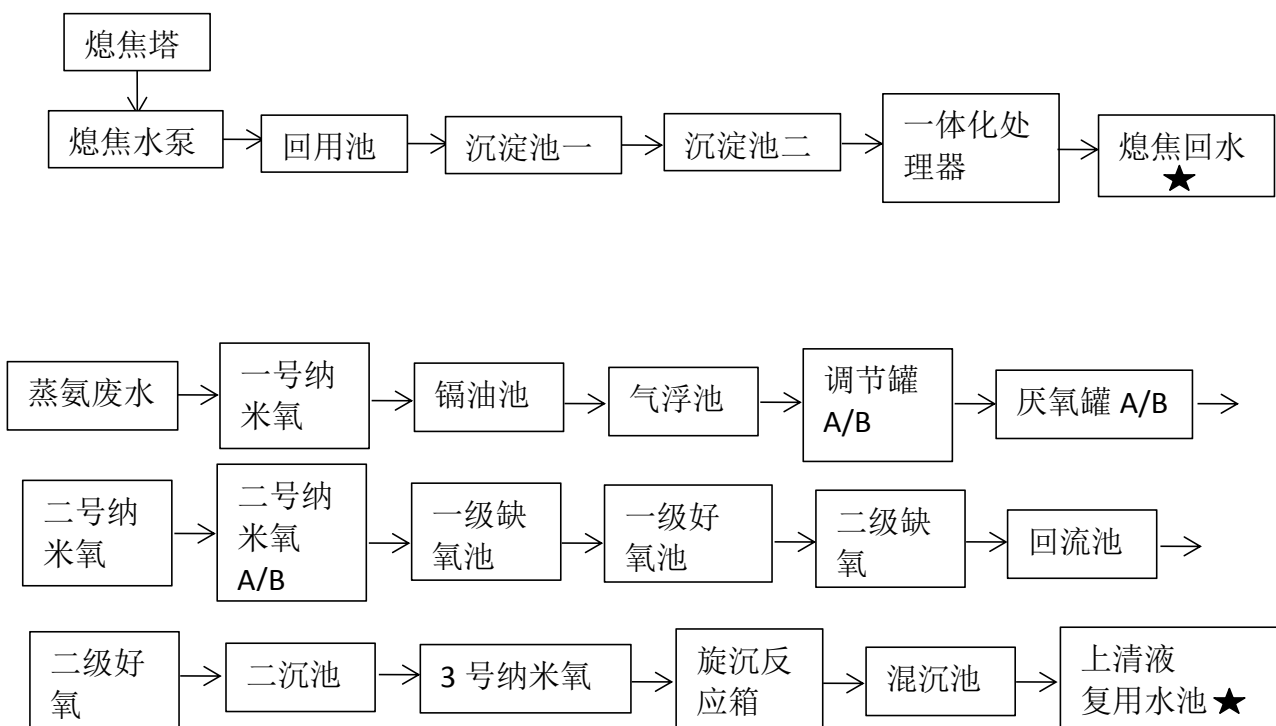 熄焦塔
熄焦水泵
回用池
沉淀池一
沉淀池二
一体化处
理器
熄焦回水
★
蒸氨废水
一号纳
米氧
镉油池
气浮池
调节罐
A/B
厌氧罐 A/B
二号纳
米氧
二号纳
米氧
A/B
一级缺
氧池
一级好
氧池
二级缺
氧
回流池
二级好
氧
二沉池
3 号纳米氧
旋沉反
应箱
混沉池
上清液
复用水池 ★